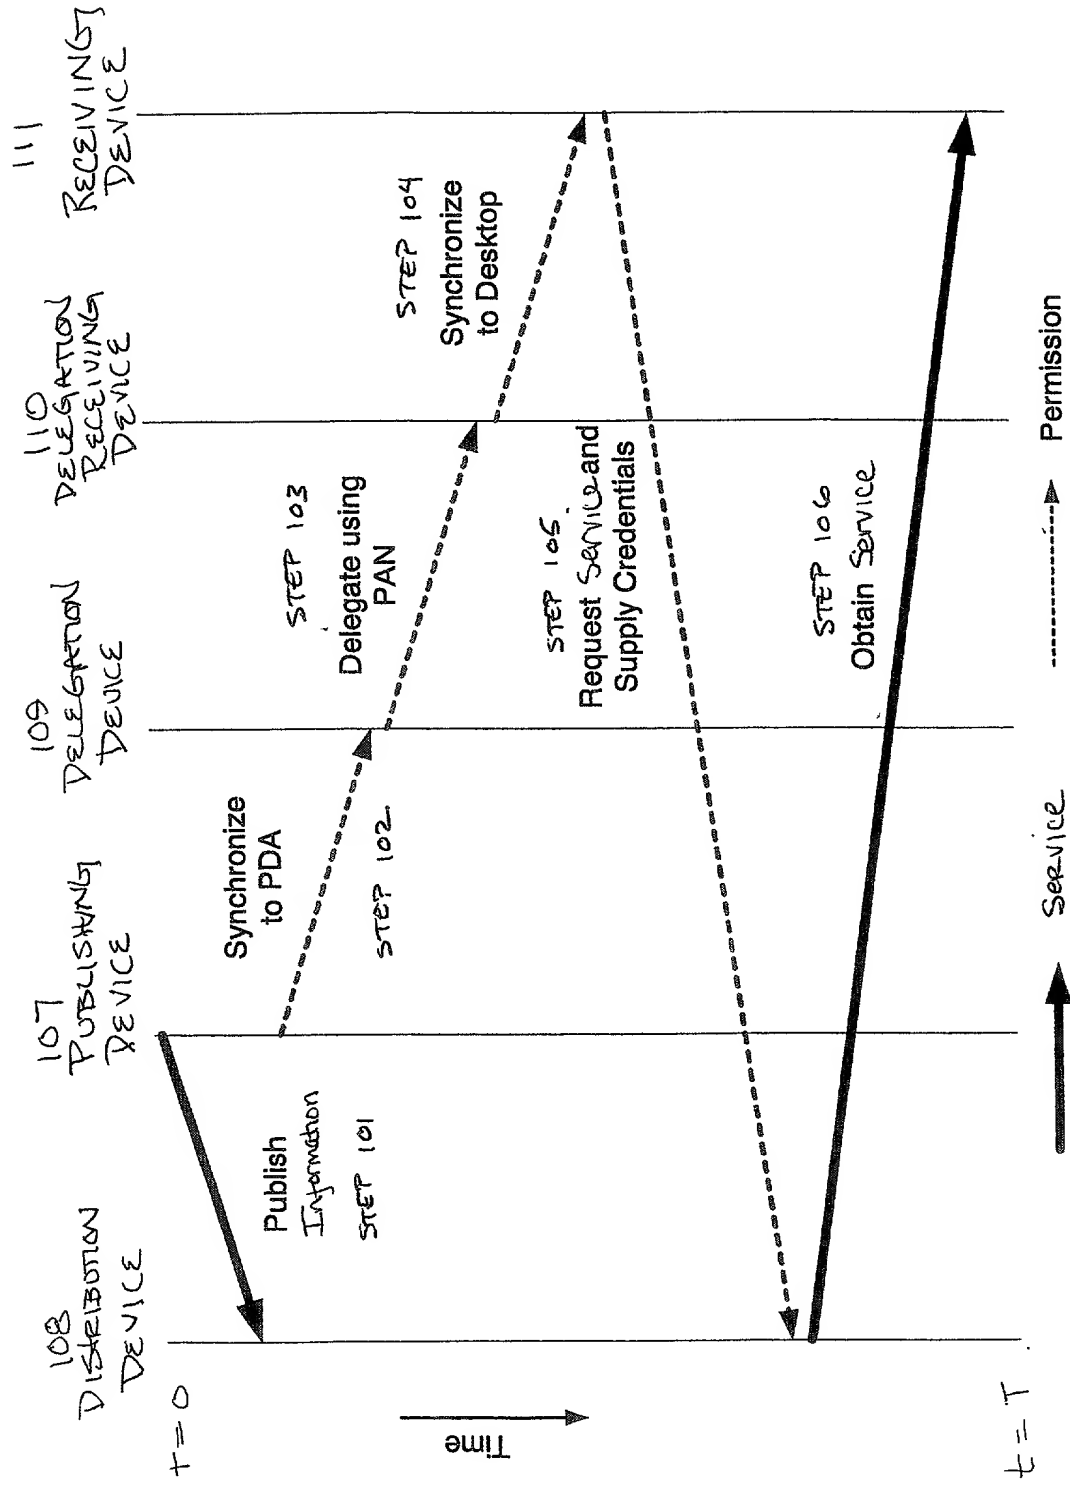 108
DISTRIBUTION
DEVICE
107
PUBLISHING
DEVICE
109
DELEGATION
DEVICE
110
DELEGATION
RECEIVING
DEVICE
111
RECEIVING
DEVICE
t=0
Time
t=T
Publish
Information
STEP 101
Synchronize
to PDA
STEP 102
STEP 103
Delegate using
PAN
STEP 104
Synchronize
to Desktop
STEP 105.
Request Service and
Supply Credentials
STEP 106
Obtain Service
Service
Permission